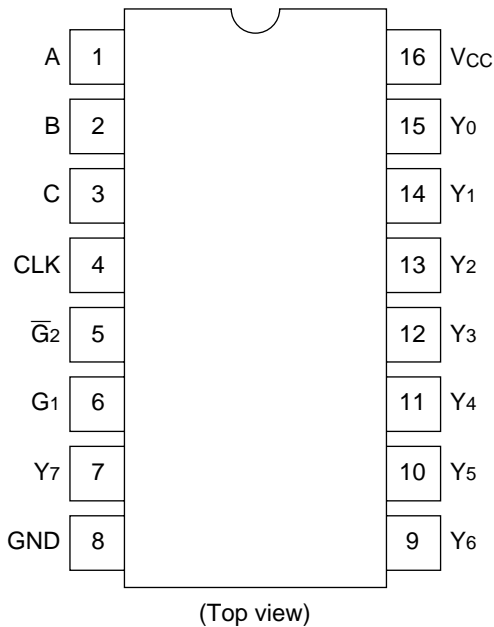 A 1 16 VCC
B 2 15 Y0
C 3 14 Y1
CLK 4 13 Y2
G̅2 5 12 Y3
G1 6 11 Y4
Y7 7 10 Y5
GND 8 9 Y6
(Top view)